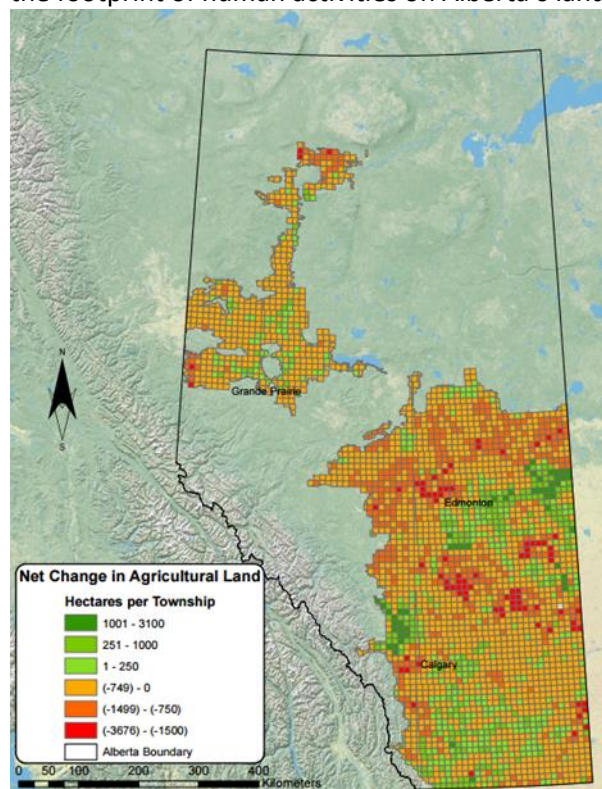 the footprint of human activities on Alberta's land
N
S
Grande Prairie
Edmonton
Calgary
Net Change in Agricultural Land
Hectares per Township
1001 - 3100
251 - 1000
1 - 250
(-749) - 0
(-1499) - (-750)
(-3676) - (-1500)
Alberta Boundary
0 50 100 200 300 400
Kilometers